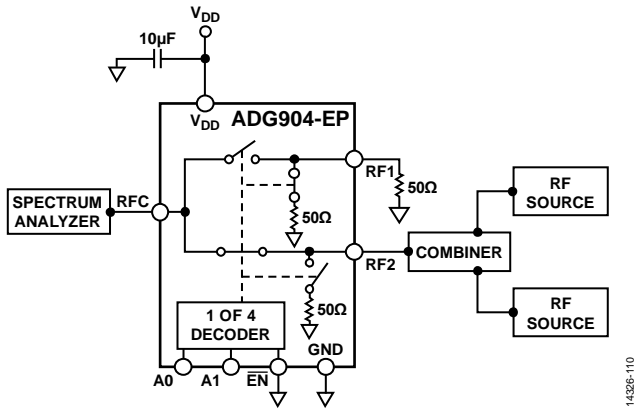 VDD
10µF
VDD
ADG904-EP
RF1
50Ω
RF
SOURCE
SPECTRUM
ANALYZER
RFC
50Ω
COMBINER
RF2
1 OF 4
DECODER
50Ω
RF
SOURCE
GND
A0
A1
EN
14326-110